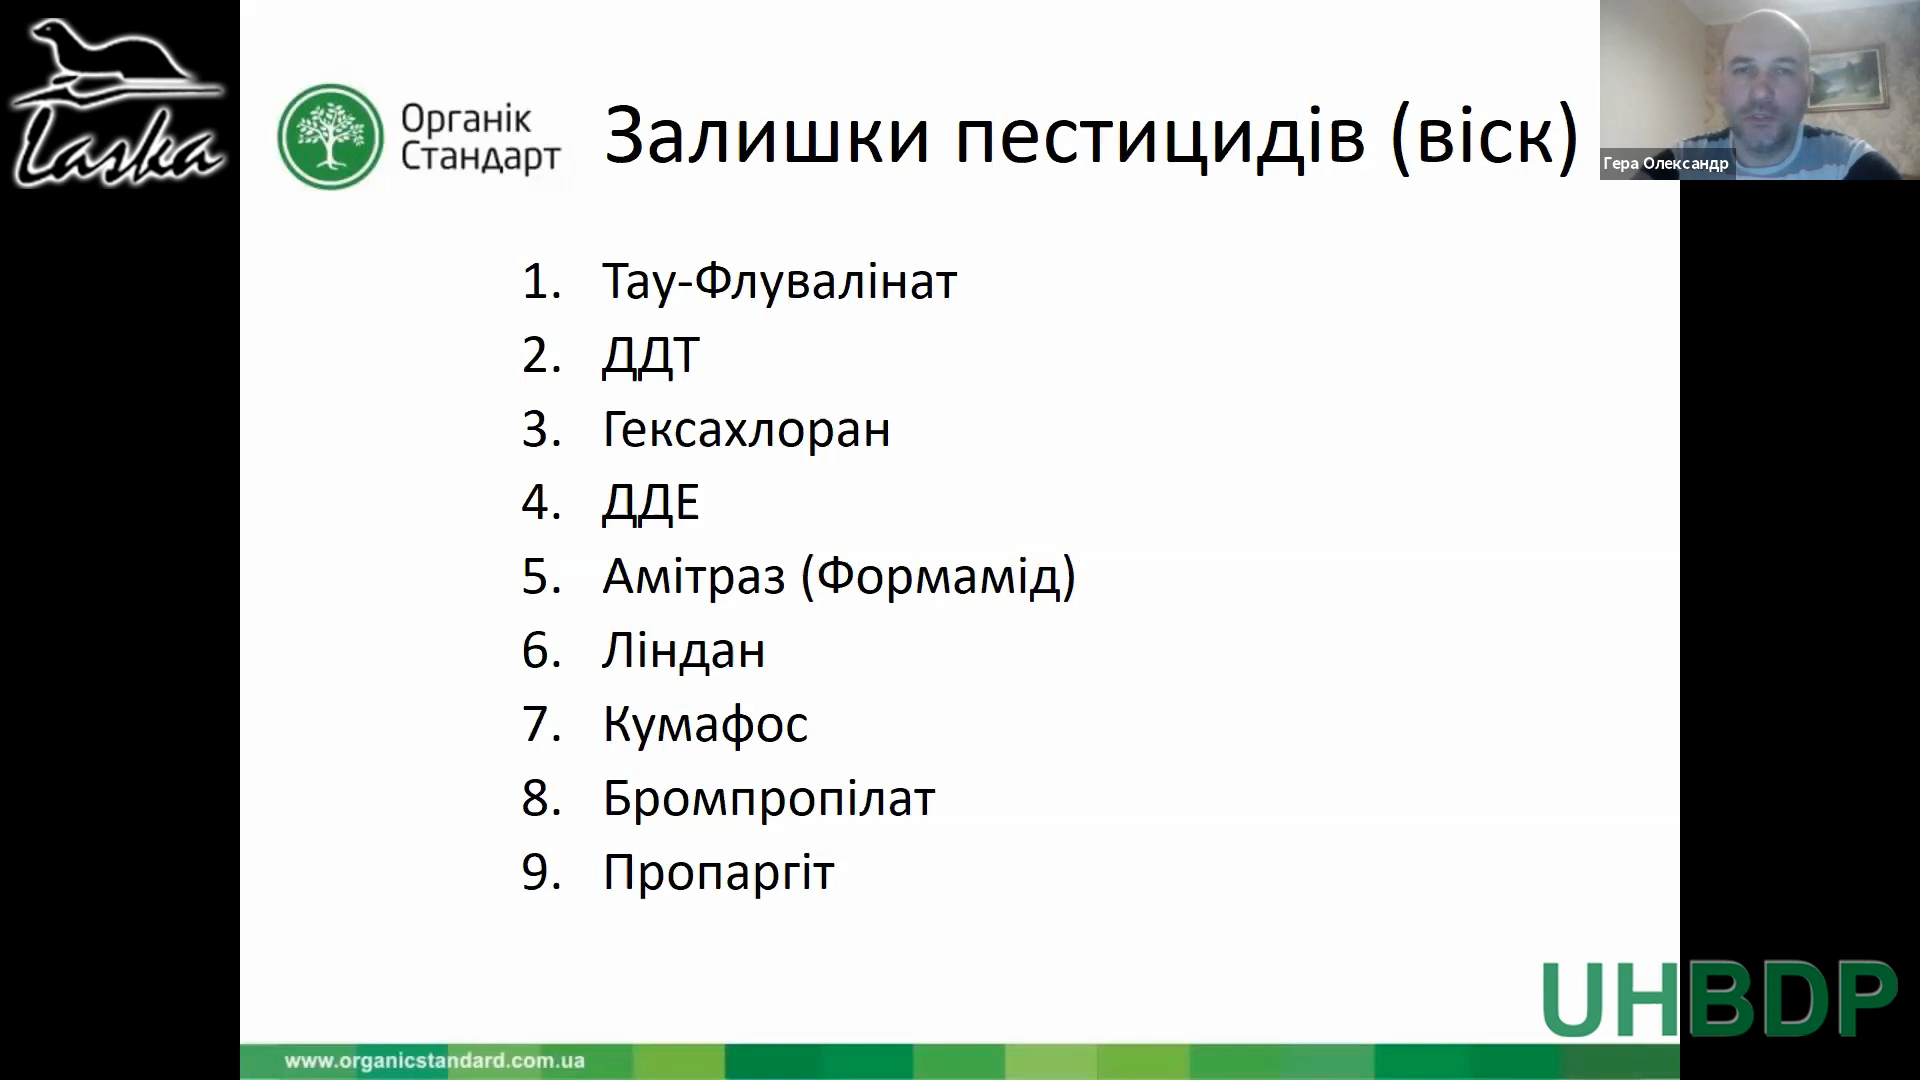 Laska
Органік
Стандарт
Залишки пестицидів (віск)
Гера Олександр
1. Тау-Флувалінат
2. ДДТ
3. Гексахлоран
4. ДДЕ
5. Амітраз (Формамід)
6. Ліндан
7. Кумафос
8. Бромпропілат
9. Пропаргіт
UHBDP
www.organicstandard.com.ua